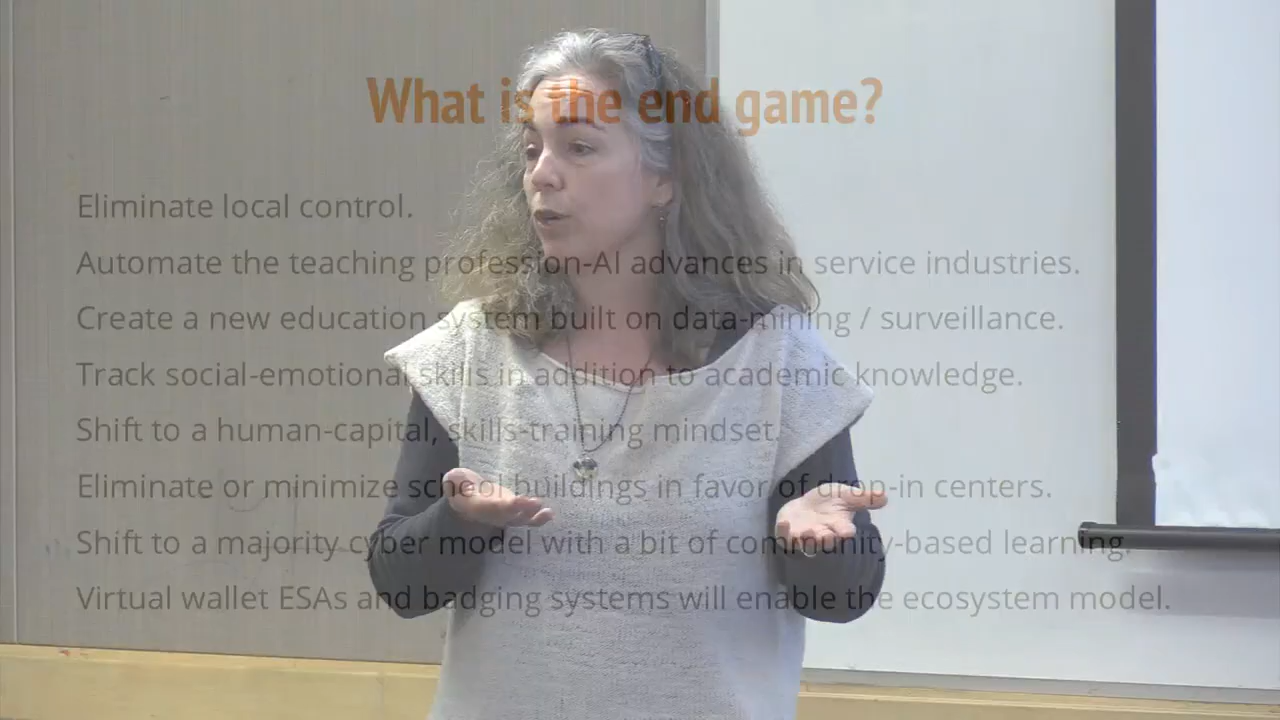 What is the end game?
Eliminate local control.
Automate the teaching profession-AI advances in service industries.
Create a new education system built on data-mining / surveillance.
Track social-emotional skills in addition to academic knowledge.
Shift to a human-capital, skills-training mindset.
Eliminate or minimize school buildings in favor of drop-in centers.
Shift to a majority cyber model with a bit of community-based learning.
Virtual wallet ESAs and badging systems will enable the ecosystem model.